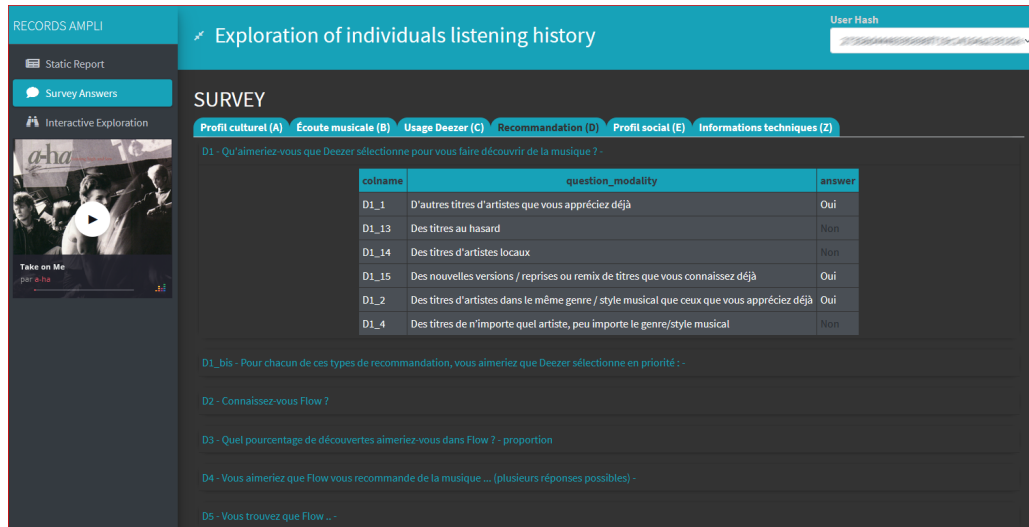 RECORDS AMPLI
Static Report
Survey Answers
Interactive Exploration
a-ha
Take on Me
par a-ha
Exploration of individuals listening history
User Hash
SURVEY
Profil culturel (A) Écoute musicale (B) Usage Deezer (C) Recommandation (D) Profil social (E) Informations techniques (Z)
D1 - Qu'aimeriez-vous que Deezer sélectionne pour vous faire découvrir de la musique ? -
colname question_modality answer
D1_1 D'autres titres d'artistes que vous appréciez déjà Oui
D1_13 Des titres au hasard Non
D1_14 Des titres d'artistes locaux Non
D1_15 Des nouvelles versions / reprises ou remix de titres que vous connaissez déjà Oui
D1_2 Des titres d'artistes dans le même genre / style musical que ceux que vous appréciez déjà Oui
D1_4 Des titres de n'importe quel artiste, peu importe le genre/style musical Non
D1_bis - Pour chacun de ces types de recommandation, vous aimeriez que Deezer sélectionne en priorité : -
D2 - Connaissez-vous Flow ?
D3 - Quel pourcentage de découvertes aimeriez-vous dans Flow ? - proportion
D4 - Vous aimeriez que Flow vous recommande de la musique ... (plusieurs réponses possibles) -
D5 - Vous trouvez que Flow .. -